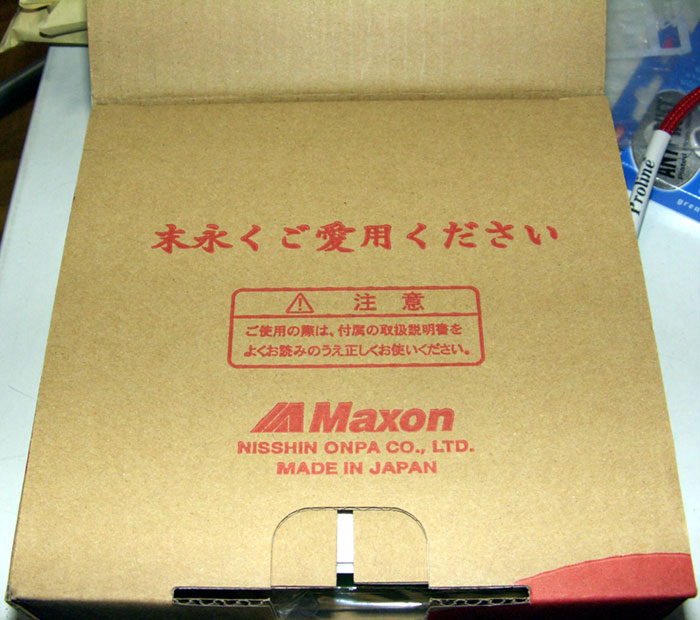 末永くご愛用ください
注意
ご使用の際は、付属の取扱説明書を
よくお読みのうえ正しくお使いください。
Maxon
NISSHIN ONPA CO., LTD.
MADE IN JAPAN
Proline